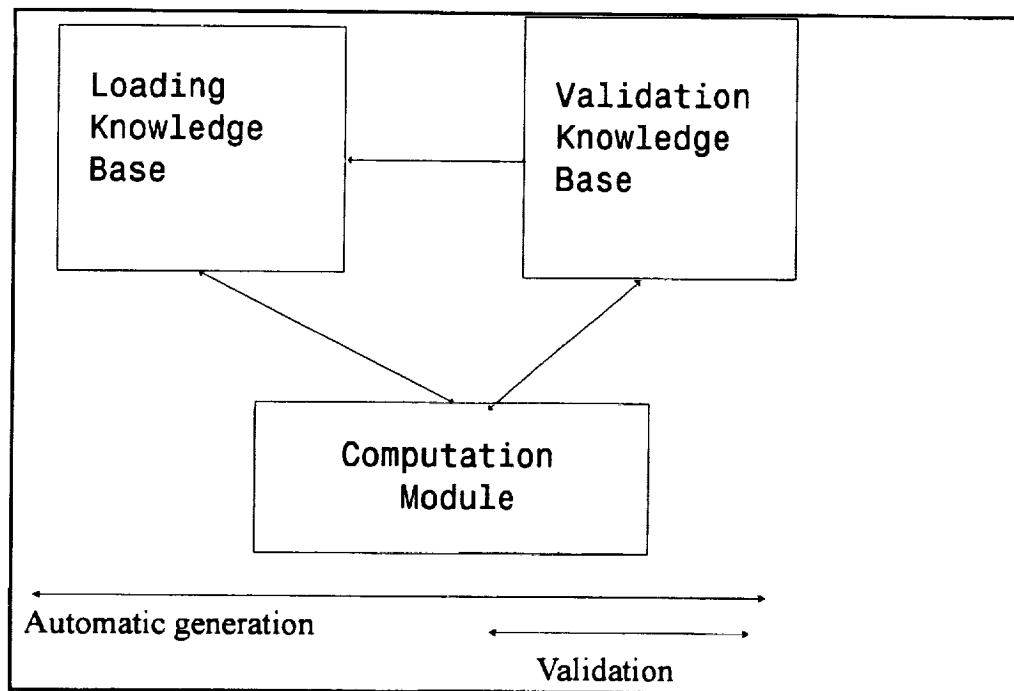 Loading
Knowledge
Base
Validation
Knowledge
Base
Computation
Module
Automatic generation
Validation